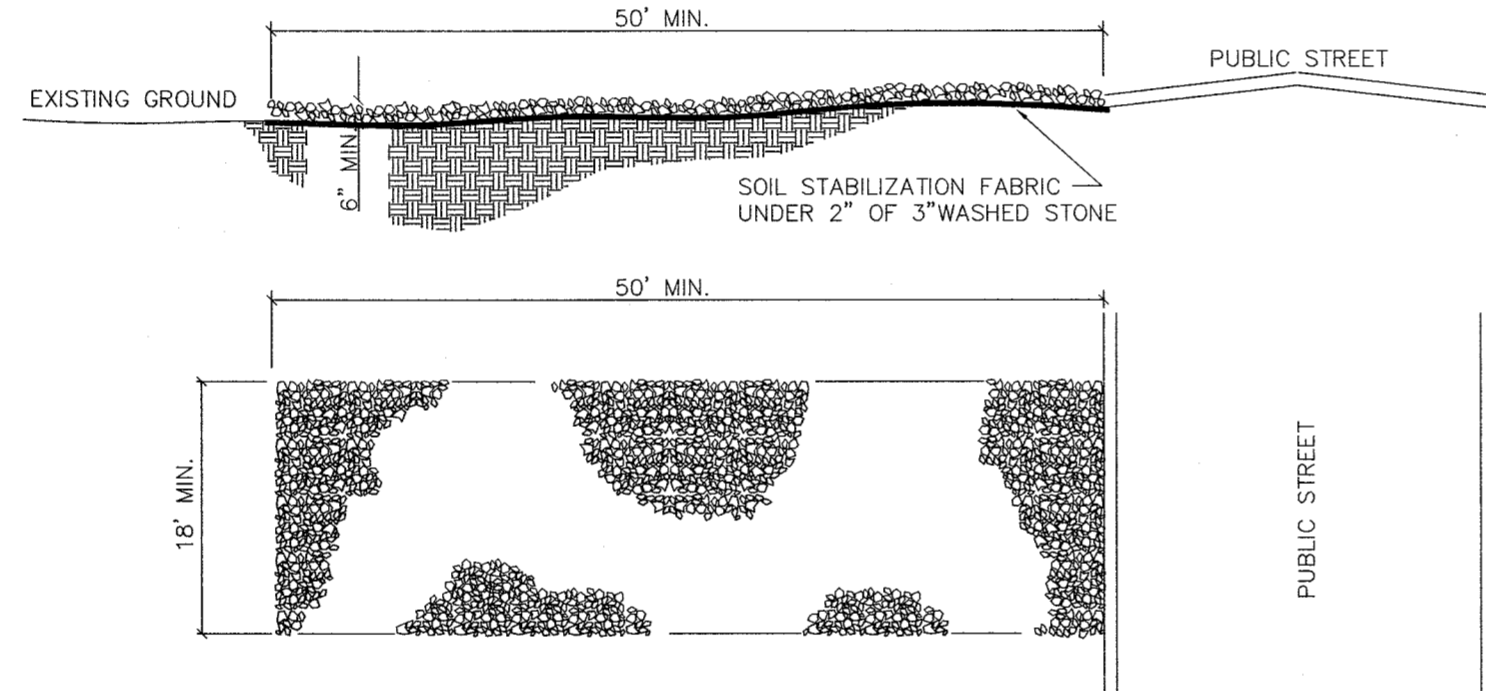 50' MIN.
PUBLIC STREET
EXISTING GROUND
6" MIN.
SOIL STABILIZATION FABRIC
UNDER 2" OF 3"WASHED STONE
50' MIN.
18' MIN.
PUBLIC STREET